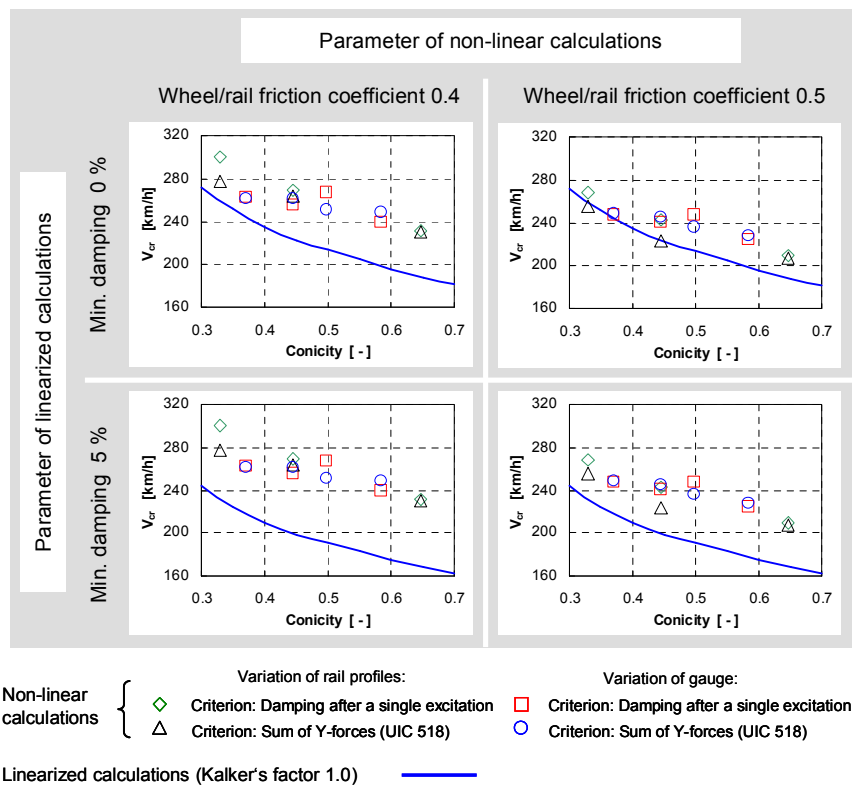 Parameter of non-linear calculations
Wheel/rail friction coefficient 0.4
Wheel/rail friction coefficient 0.5
Parameter of linearized calculations
Min. damping 0 %
Min. damping 5 %
320
280
240
200
160
Vcr [km/h]
0.3 0.4 0.5 0.6 0.7
Conicity [ - ]
320
280
240
200
160
Vcr [km/h]
0.3 0.4 0.5 0.6 0.7
Conicity [ - ]
320
280
240
200
160
Vcr [km/h]
0.3 0.4 0.5 0.6 0.7
Conicity [ - ]
320
280
240
200
160
Vcr [km/h]
0.3 0.4 0.5 0.6 0.7
Conicity [ - ]
Non-linear
calculations
Variation of rail profiles:
Criterion: Damping after a single excitation
Criterion: Sum of Y-forces (UIC 518)
Variation of gauge:
Criterion: Damping after a single excitation
Criterion: Sum of Y-forces (UIC 518)
Linearized calculations (Kalker‘s factor 1.0)